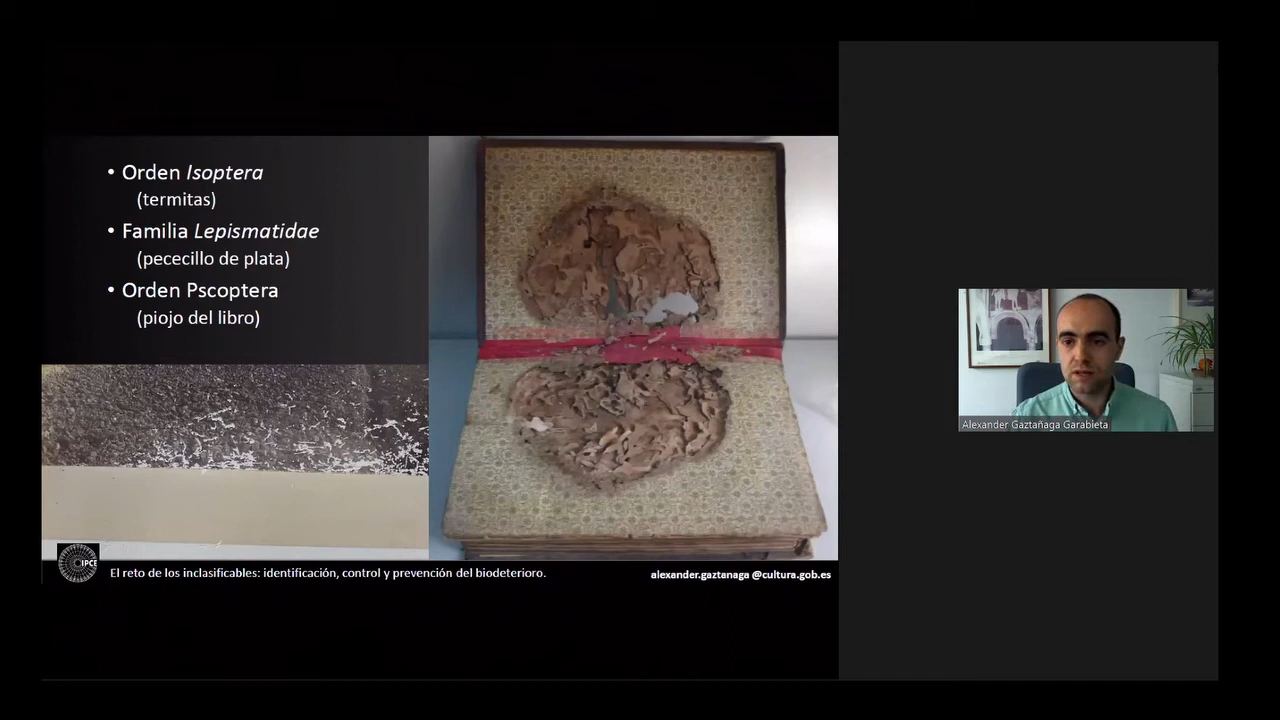 • Orden Isoptera
(termitas)
• Familia Lepismatidae
(pececillo de plata)
• Orden Pscoptera
(piojo del libro)
Alexander Gaztañaga Garabieta
IPCE
El reto de los inclasificables: identificación, control y prevención del biodeterioro.
alexander.gaztanaga @cultura.gob.es